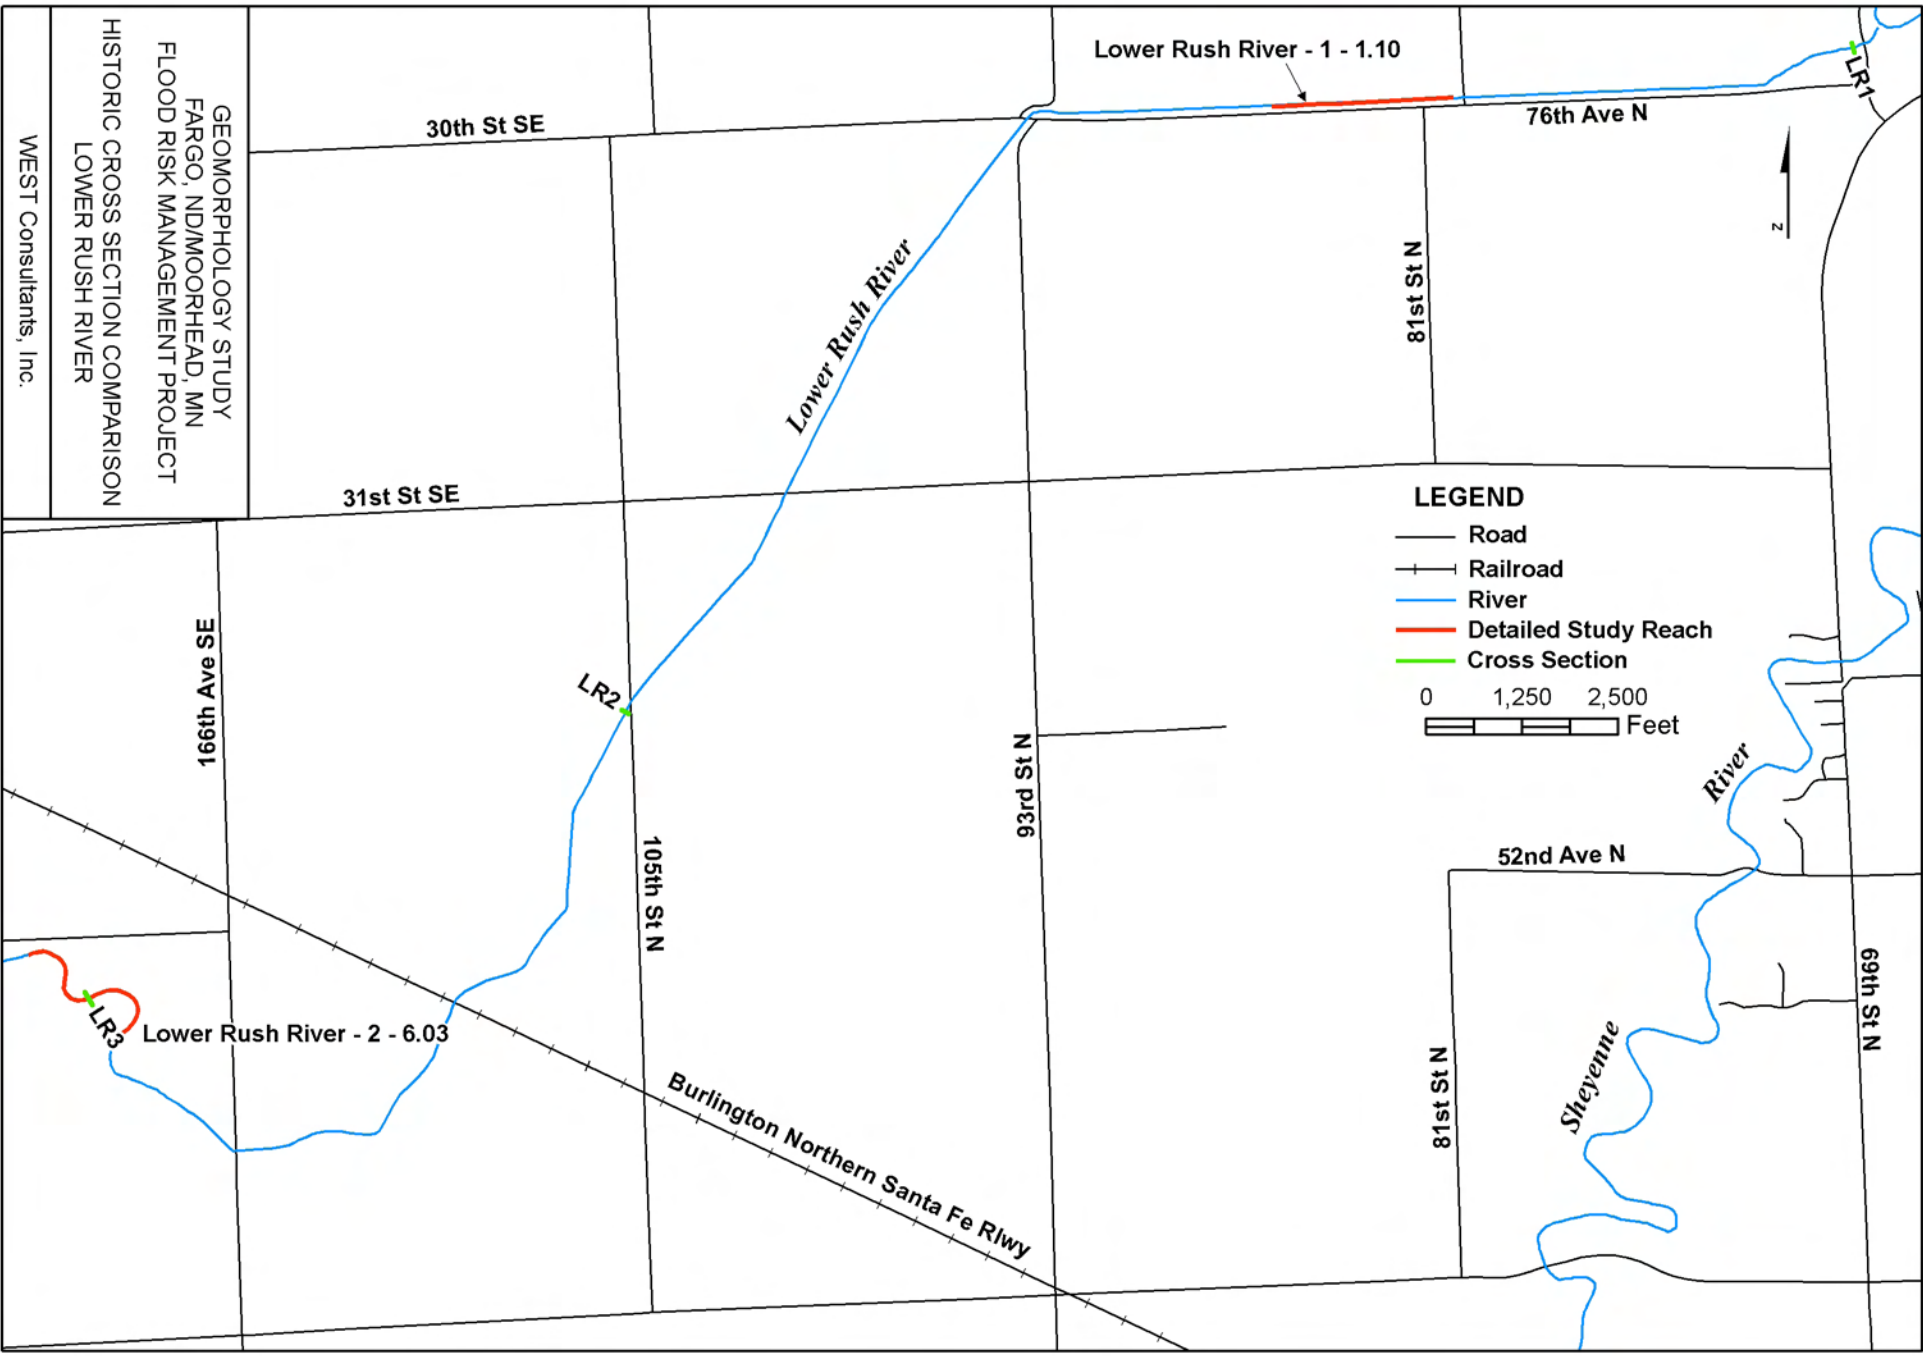 Lower Rush River - 1 - 1.10
LR1
76th Ave N
30th St SE
z
81st St N
Lower Rush River
31st St SE
LEGEND
Road
Railroad
River
Detailed Study Reach
Cross Section
0 1,250 2,500
Feet
166th Ave SE
LR2
93rd St N
105th St N
52nd Ave N
69th St N
Sheyenne River
81st St N
LR3
Lower Rush River - 2 - 6.03
Burlington Northern Santa Fe Rlwy
GEOMORPHOLOGY STUDY
FARGO, ND/MOORHEAD, MN
FLOOD RISK MANAGEMENT PROJECT
HISTORIC CROSS SECTION COMPARISON
LOWER RUSH RIVER
WEST Consultants, Inc.